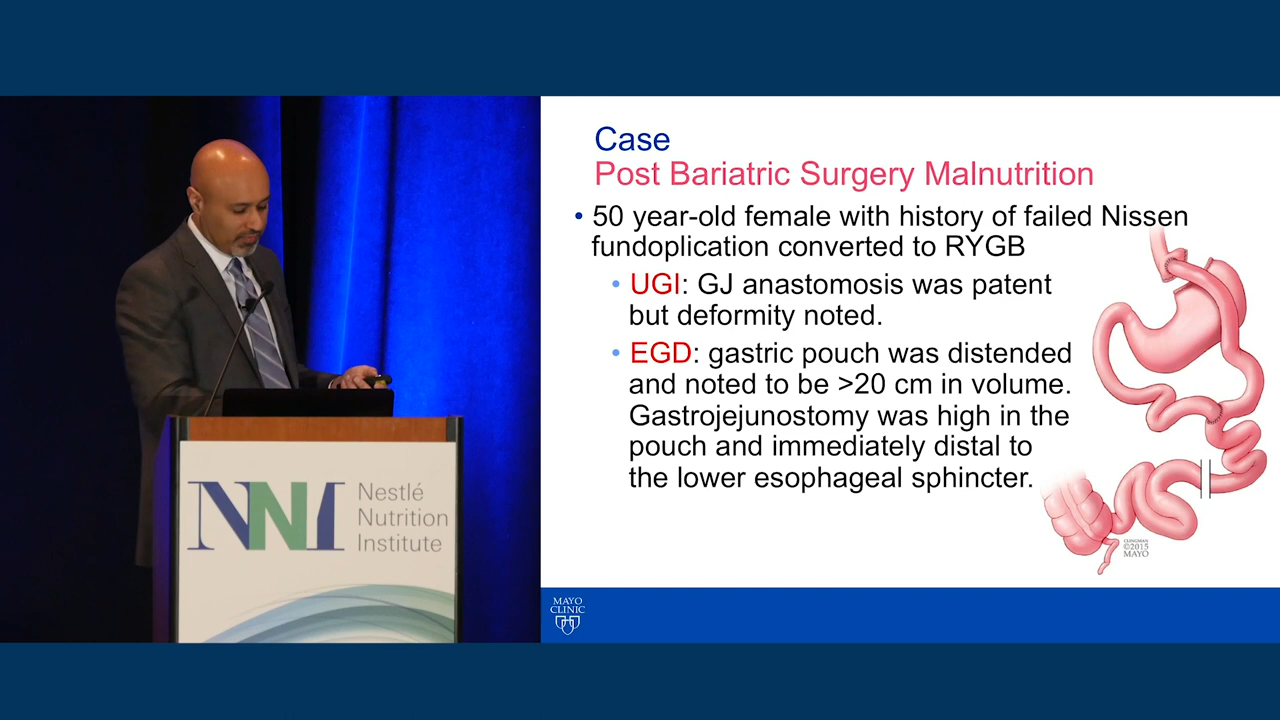 Case
Post Bariatric Surgery Malnutrition
• 50 year-old female with history of failed Nissen
fundoplication converted to RYGB
• UGI: GJ anastomosis was patent
but deformity noted.
• EGD: gastric pouch was distended
and noted to be >20 cm in volume.
Gastrojejunostomy was high in the
pouch and immediately distal to
the lower esophageal sphincter.
CLINGMAN
©2015
MAYO
MAYO
CLINIC
NNI
Nestlé
Nutrition
Institute